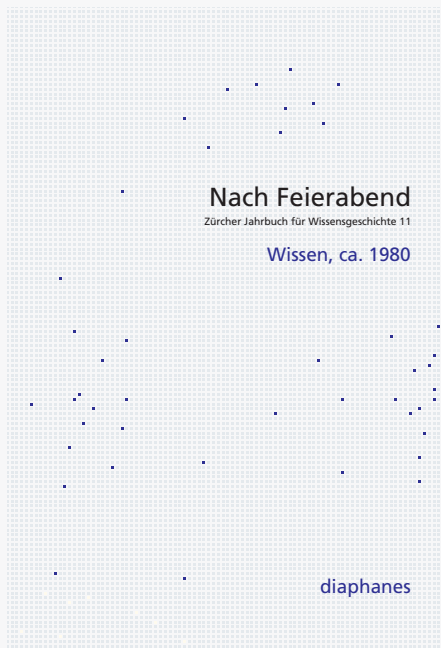 Nach Feierabend
Zürcher Jahrbuch für Wissensgeschichte 11
Wissen, ca. 1980
diaphanes